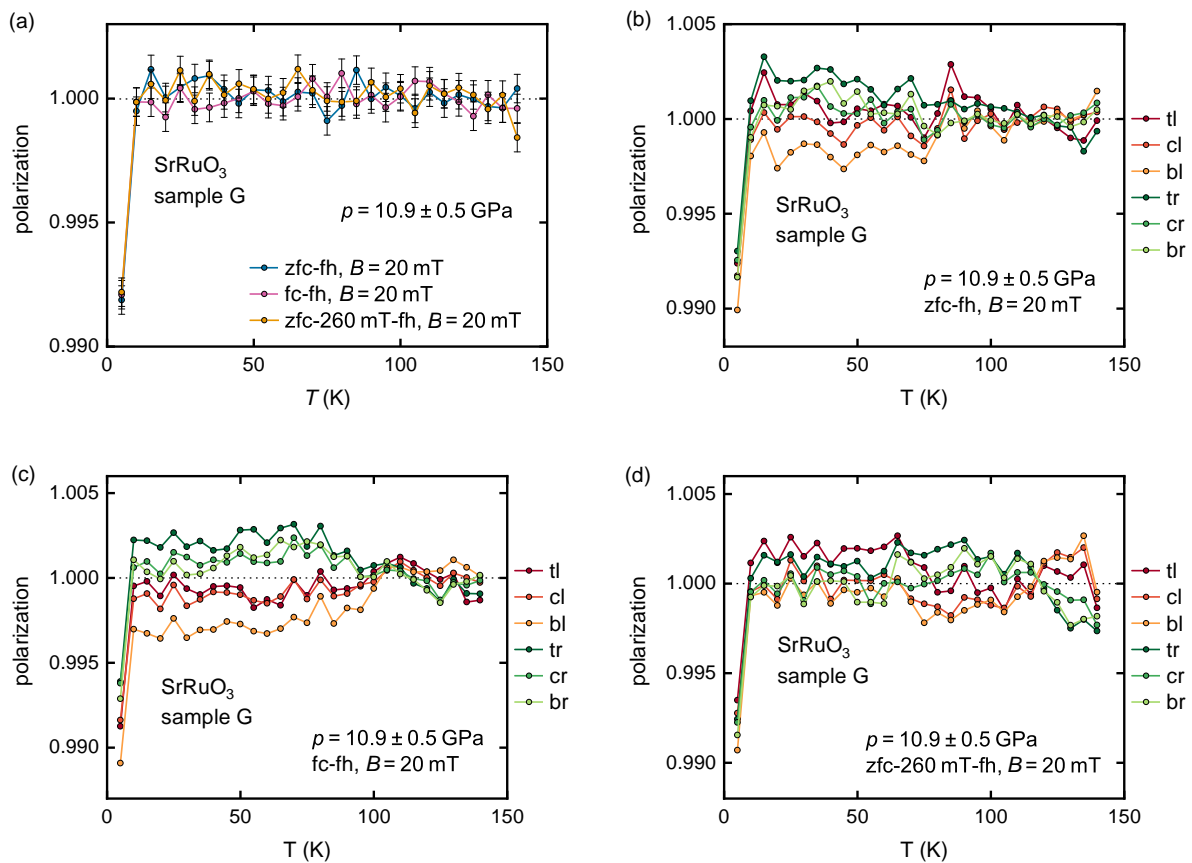 (a)
polarization
1.000
0.995
0.990
SrRuO₃
sample G
p = 10.9 ± 0.5 GPa
zfc-fh, B = 20 mT
fc-fh, B = 20 mT
zfc-260 mT-fh, B = 20 mT
0 50 100 150
T (K)
(b)
polarization
1.005
1.000
0.995
0.990
SrRuO₃
sample G
p = 10.9 ± 0.5 GPa
zfc-fh, B = 20 mT
tl
cl
bl
tr
cr
br
0 50 100 150
T (K)
(c)
polarization
1.005
1.000
0.995
0.990
SrRuO₃
sample G
p = 10.9 ± 0.5 GPa
fc-fh, B = 20 mT
tl
cl
bl
tr
cr
br
0 50 100 150
T (K)
(d)
polarization
1.005
1.000
0.995
0.990
SrRuO₃
sample G
p = 10.9 ± 0.5 GPa
zfc-260 mT-fh, B = 20 mT
tl
cl
bl
tr
cr
br
0 50 100 150
T (K)